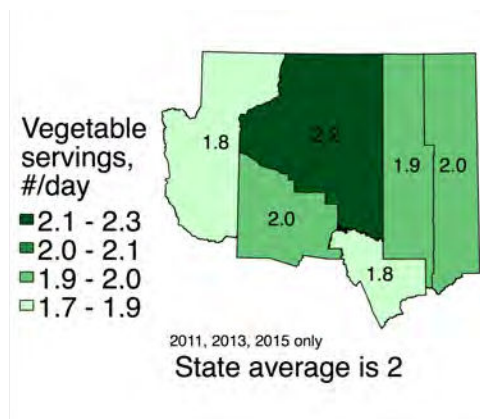 Vegetable
servings,
#/day
2.1 - 2.3
2.0 - 2.1
1.9 - 2.0
1.7 - 1.9
1.8
2.2
1.9
2.0
2.0
1.8
2011, 2013, 2015 only
State average is 2